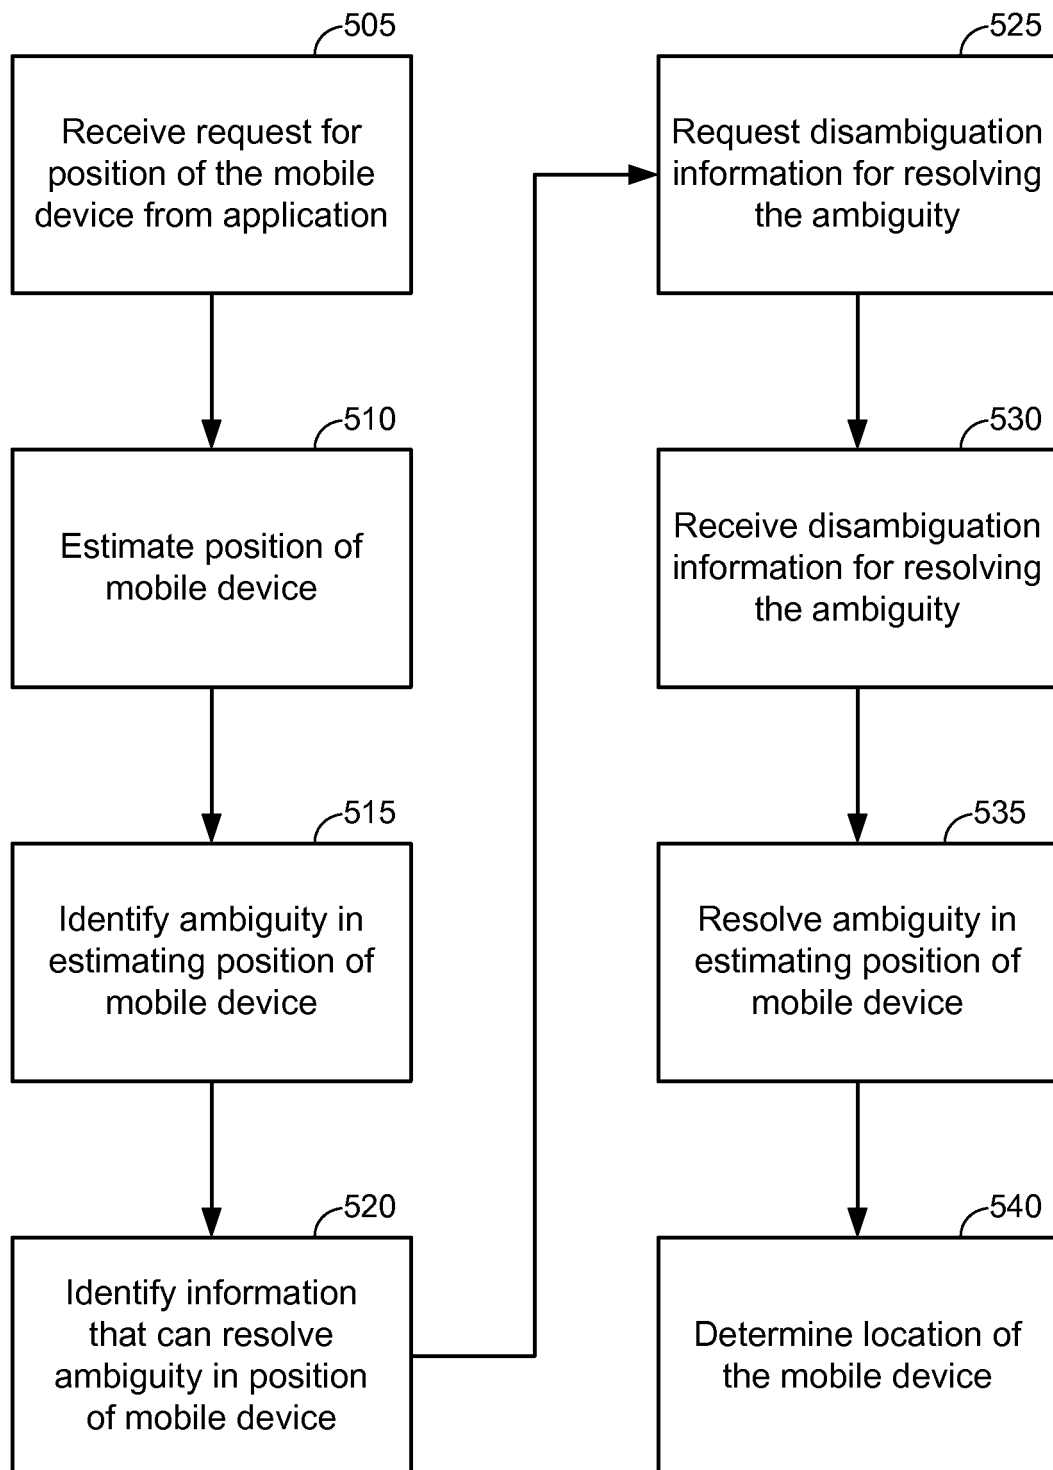 505
Receive request for
position of the mobile
device from application
510
Estimate position of
mobile device
515
Identify ambiguity in
estimating position of
mobile device
520
Identify information
that can resolve
ambiguity in position
of mobile device
525
Request disambiguation
information for resolving
the ambiguity
530
Receive disambiguation
information for resolving
the ambiguity
535
Resolve ambiguity in
estimating position of
mobile device
540
Determine location of
the mobile device